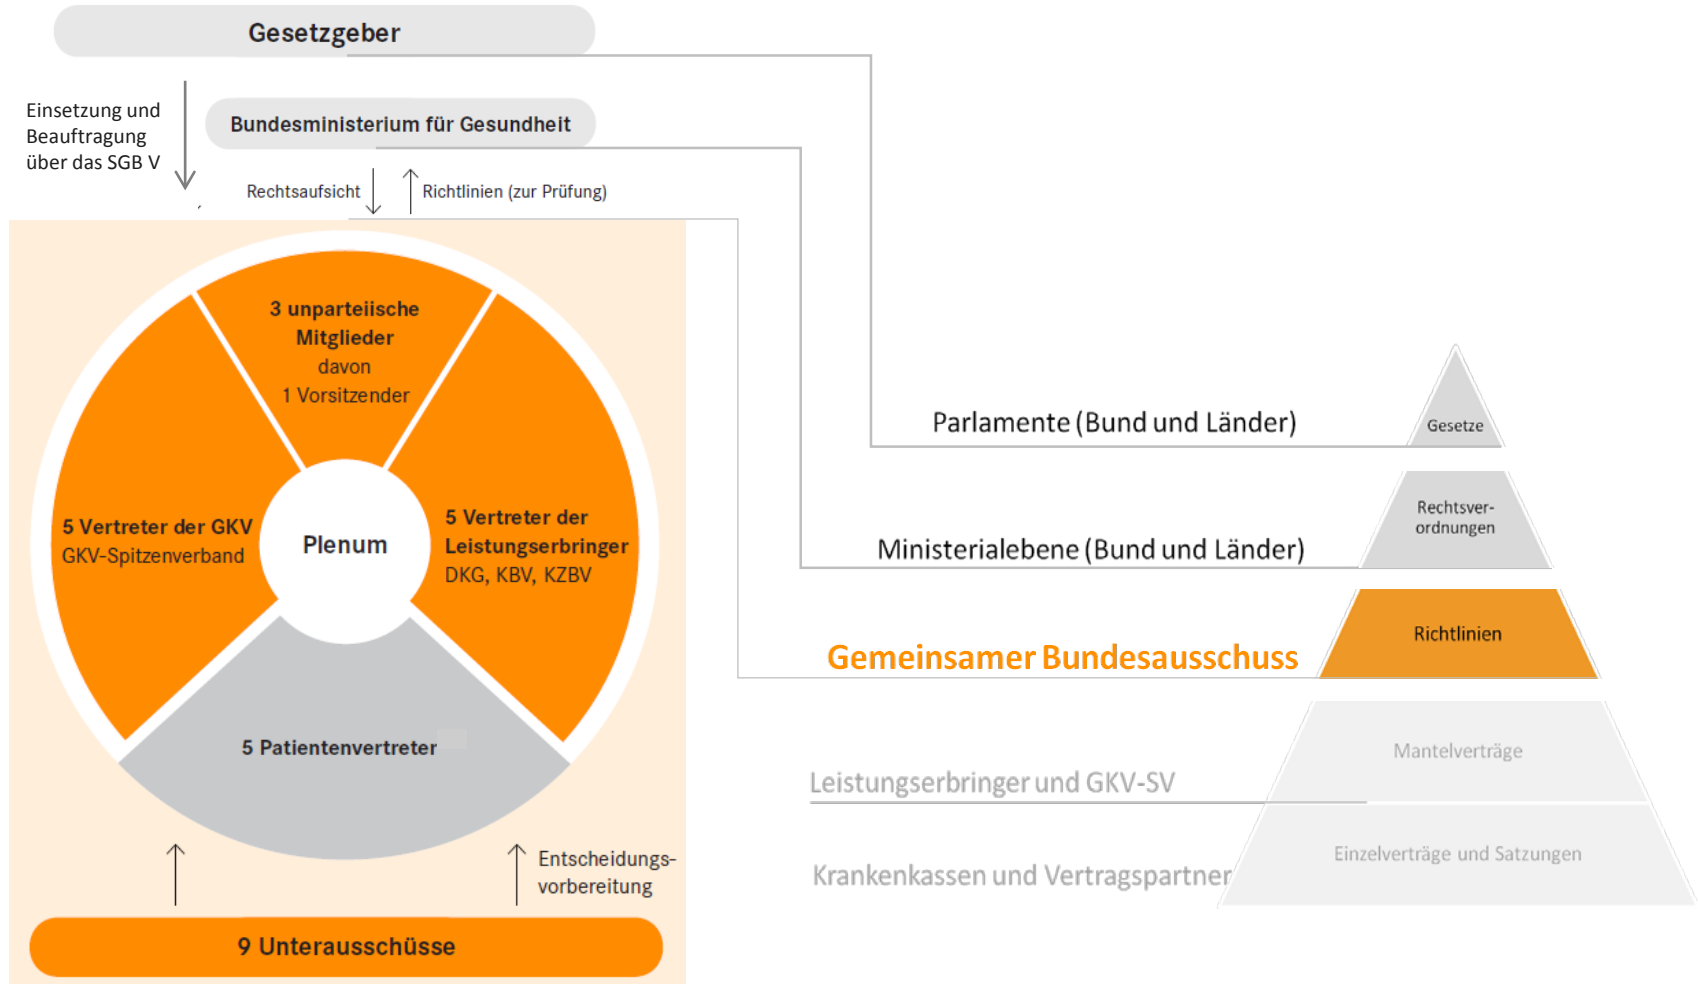 Gesetzgeber
Einsetzung und
Beauftragung
über das SGB V
Bundesministerium für Gesundheit
Rechtsaufsicht
Richtlinien (zur Prüfung)
3 unparteiische
Mitglieder
davon
1 Vorsitzender
5 Vertreter der GKV
GKV-Spitzenverband
Plenum
5 Vertreter der
Leistungserbringer
DKG, KBV, KZBV
5 Patientenvertreter
Entscheidungs-
vorbereitung
9 Unterausschüsse
Parlamente (Bund und Länder)
Gesetze
Ministerialebene (Bund und Länder)
Rechtsver-
ordnungen
Gemeinsamer Bundesausschuss
Richtlinien
Leistungserbringer und GKV-SV
Mantelverträge
Krankenkassen und Vertragspartner
Einzelverträge und Satzungen